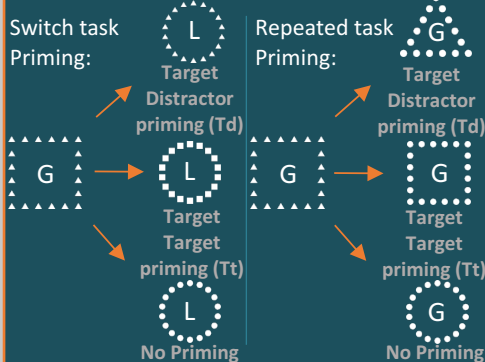 Switch task
Priming:
L
Target
Distractor
priming (Td)
G
L
Target
Target
priming (Tt)
L
No Priming
Repeated task
Priming:
G
Target
Distractor
priming (Td)
G
G
Target
Target
priming (Tt)
G
No Priming